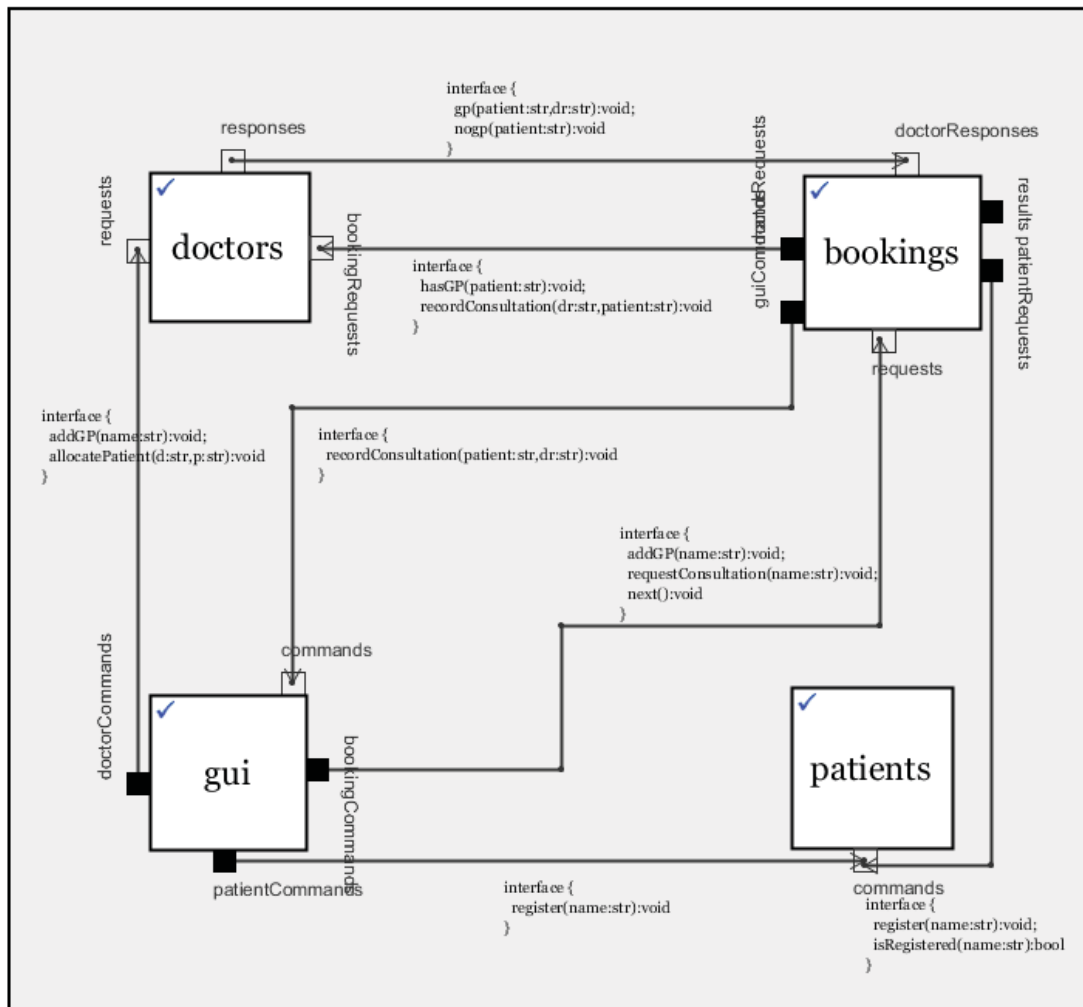 interface {
gp(patient:str,dr:str):void;
nogp(patient:str):void
}
responses
doctorResponses
requests
doctors
bookingRequests
bookings
results patientRequests
interface {
hasGP(patient:str):void;
recordConsultation(dr:str,patient:str):void
}
requests
interface {
addGP(name:str):void;
allocatePatient(d:str,p:str):void
}
interface {
recordConsultation(patient:str,dr:str):void
}
interface {
addGP(name:str):void;
requestConsultation(name:str):void;
next():void
}
commands
doctorCommands
gui
bookingCommands
patients
patientCommands
interface {
register(name:str):void
}
commands
interface {
register(name:str):void;
isRegistered(name:str):bool
}